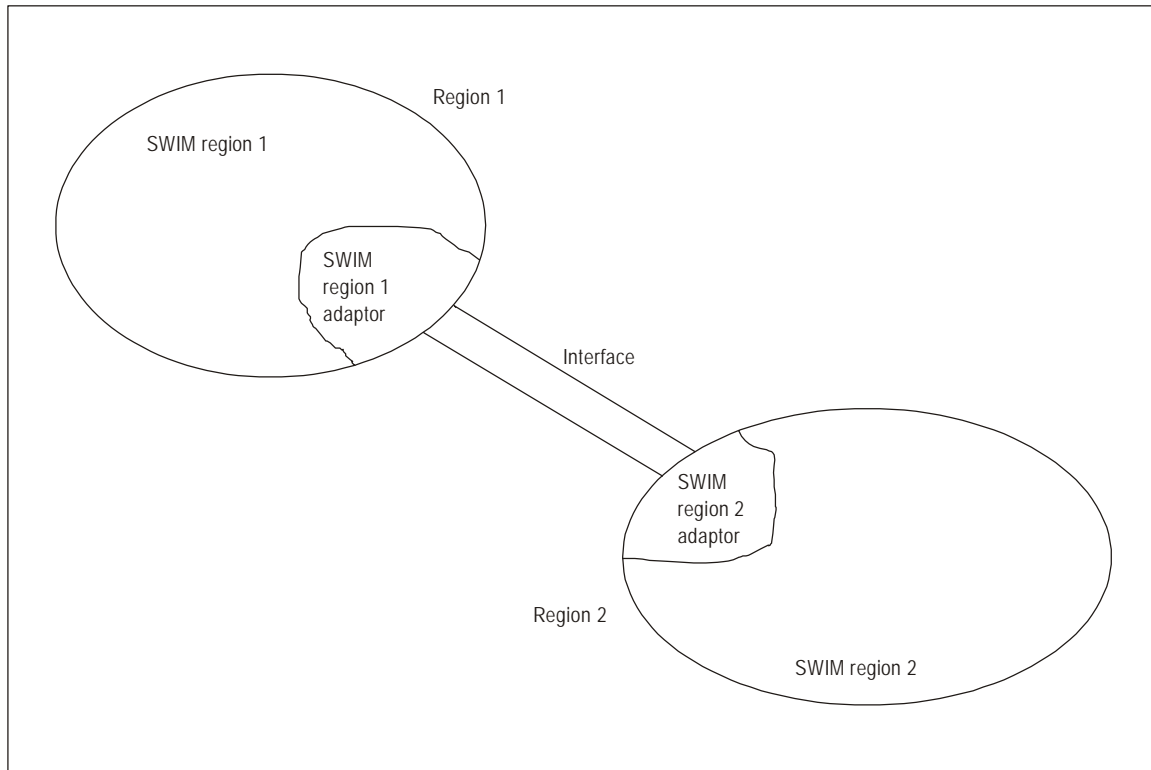 Region 1
SWIM region 1
SWIM
region 1
adaptor
Interface
SWIM
region 2
adaptor
Region 2
SWIM region 2